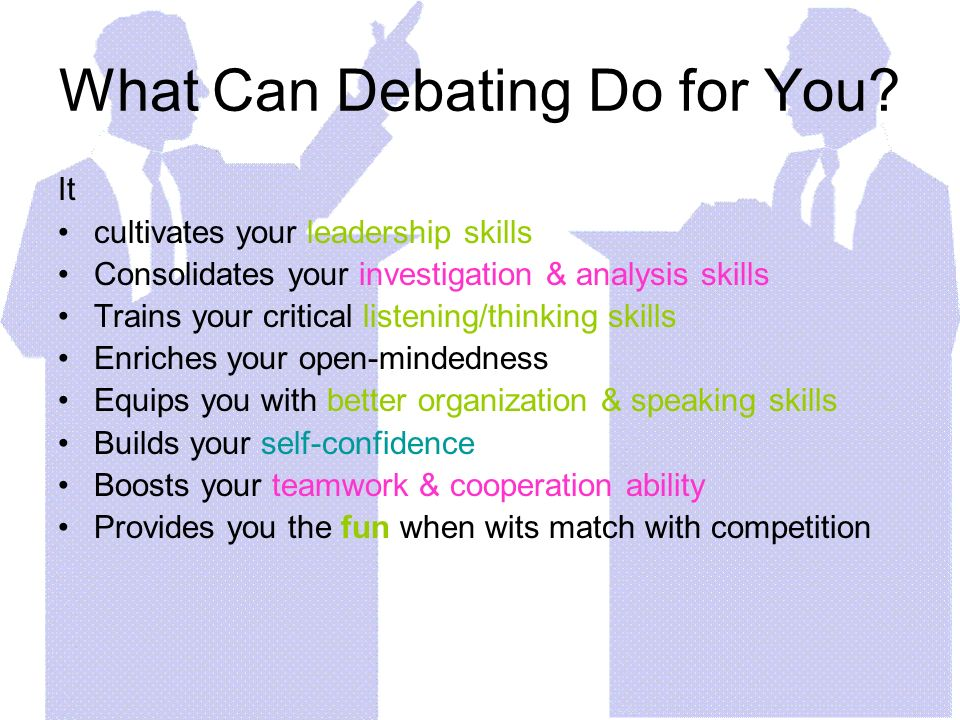 What Can Debating Do for You?
It
• cultivates your leadership skills
• Consolidates your investigation & analysis skills
• Trains your critical listening/thinking skills
• Enriches your open-mindedness
• Equips you with better organization & speaking skills
• Builds your self-confidence
• Boosts your teamwork & cooperation ability
• Provides you the fun when wits match with competition